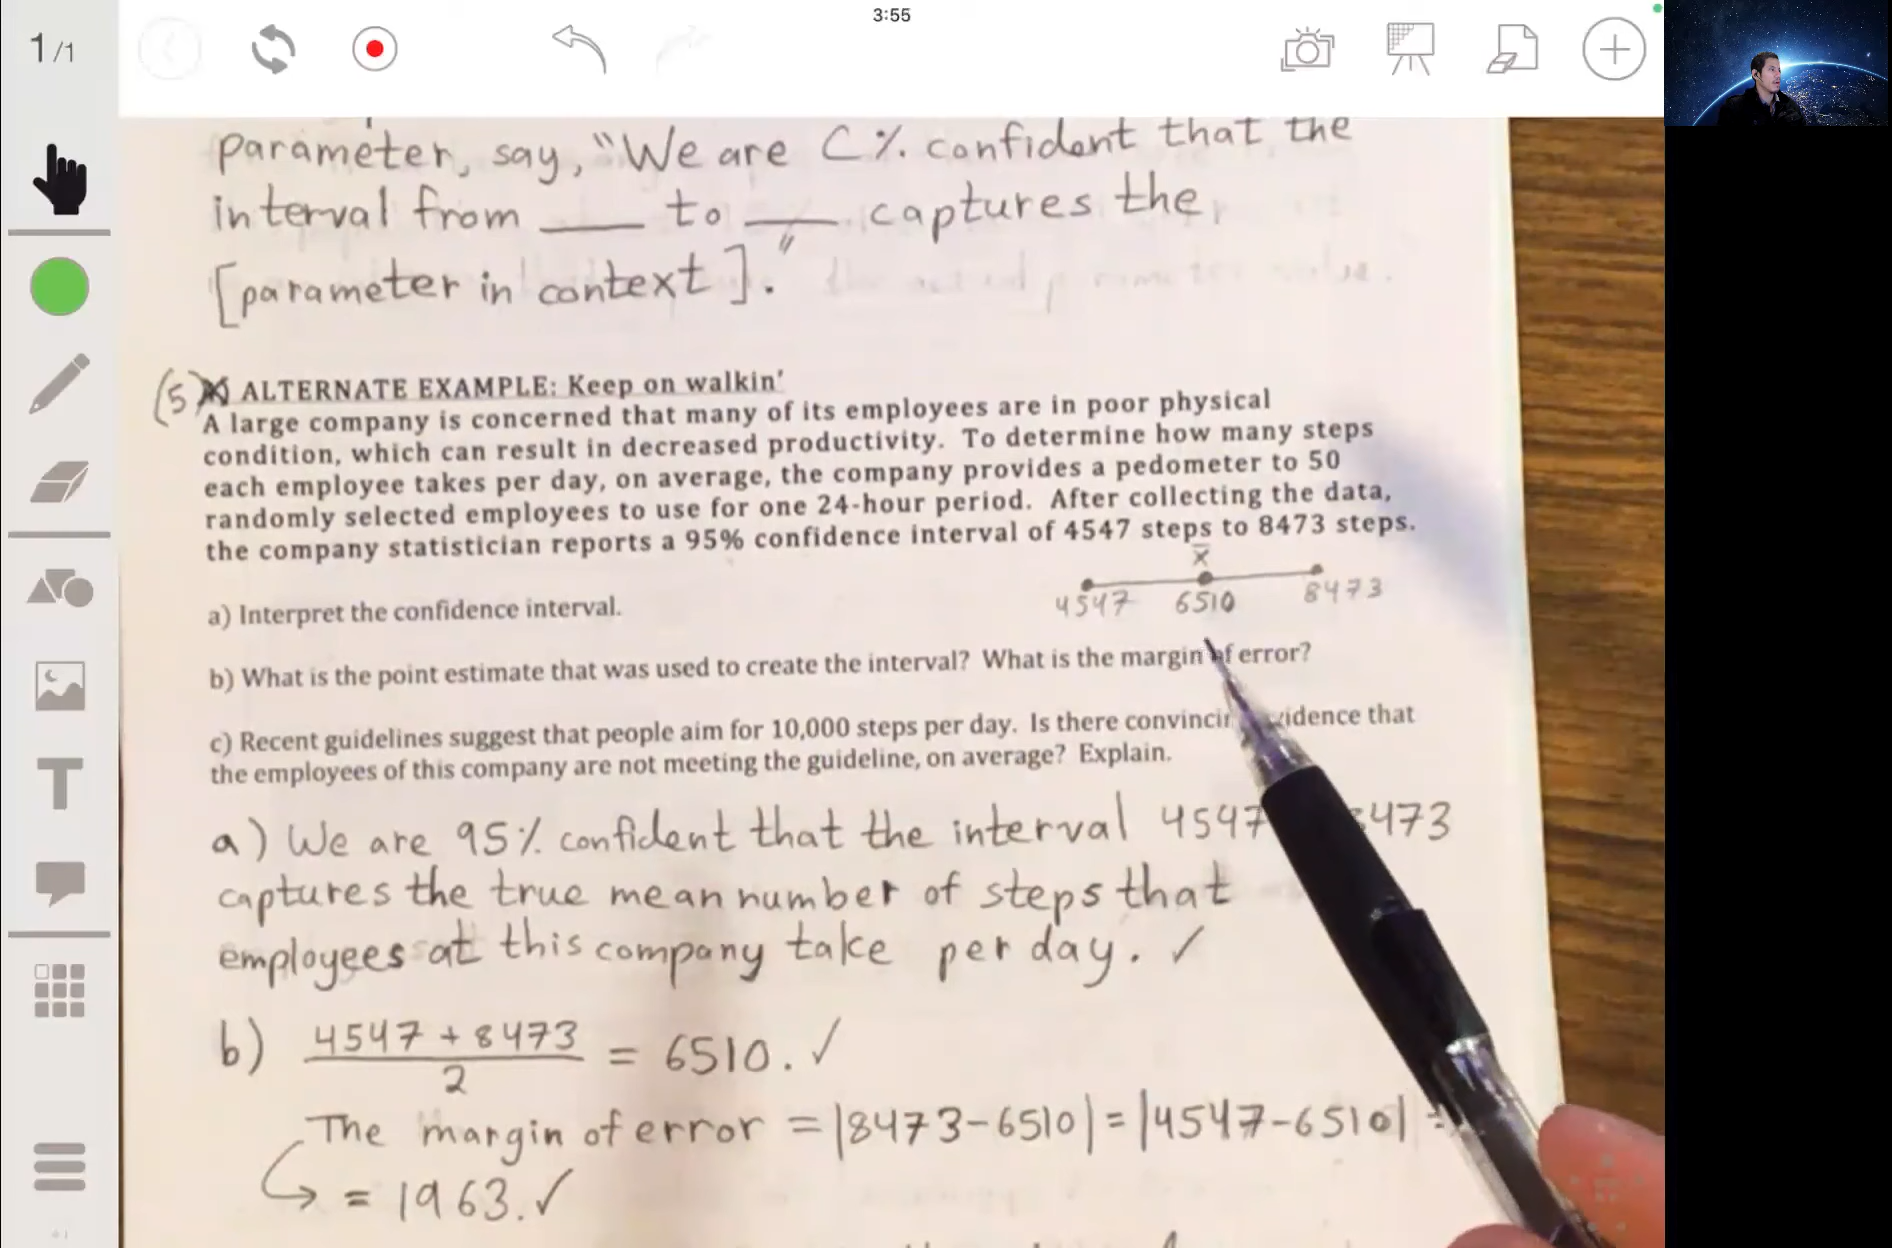 3:55
1/1
parameter, say, "We are C% confident that the
interval from ____ to ____ captures the
[parameter in context]."
(5) ALTERNATE EXAMPLE: Keep on walkin'
A large company is concerned that many of its employees are in poor physical
condition, which can result in decreased productivity. To determine how many steps
each employee takes per day, on average, the company provides a pedometer to 50
randomly selected employees to use for one 24-hour period. After collecting the data,
the company statistician reports a 95% confidence interval of 4547 steps to 8473 steps.
x̄
4547 6510 8473
a) Interpret the confidence interval.
b) What is the point estimate that was used to create the interval? What is the margin of error?
c) Recent guidelines suggest that people aim for 10,000 steps per day. Is there that
the employees of this company are not meeting the guideline, on average? Explain.
a) We are 95% confident that the interval 4547 473
captures the true mean number of steps that
employees at this company take per day. ✓
b) 4547 + 8473
2
= 6510. ✓
The margin of error = |8473-6510| = |4547-6510| =
→ = 1963. ✓
T